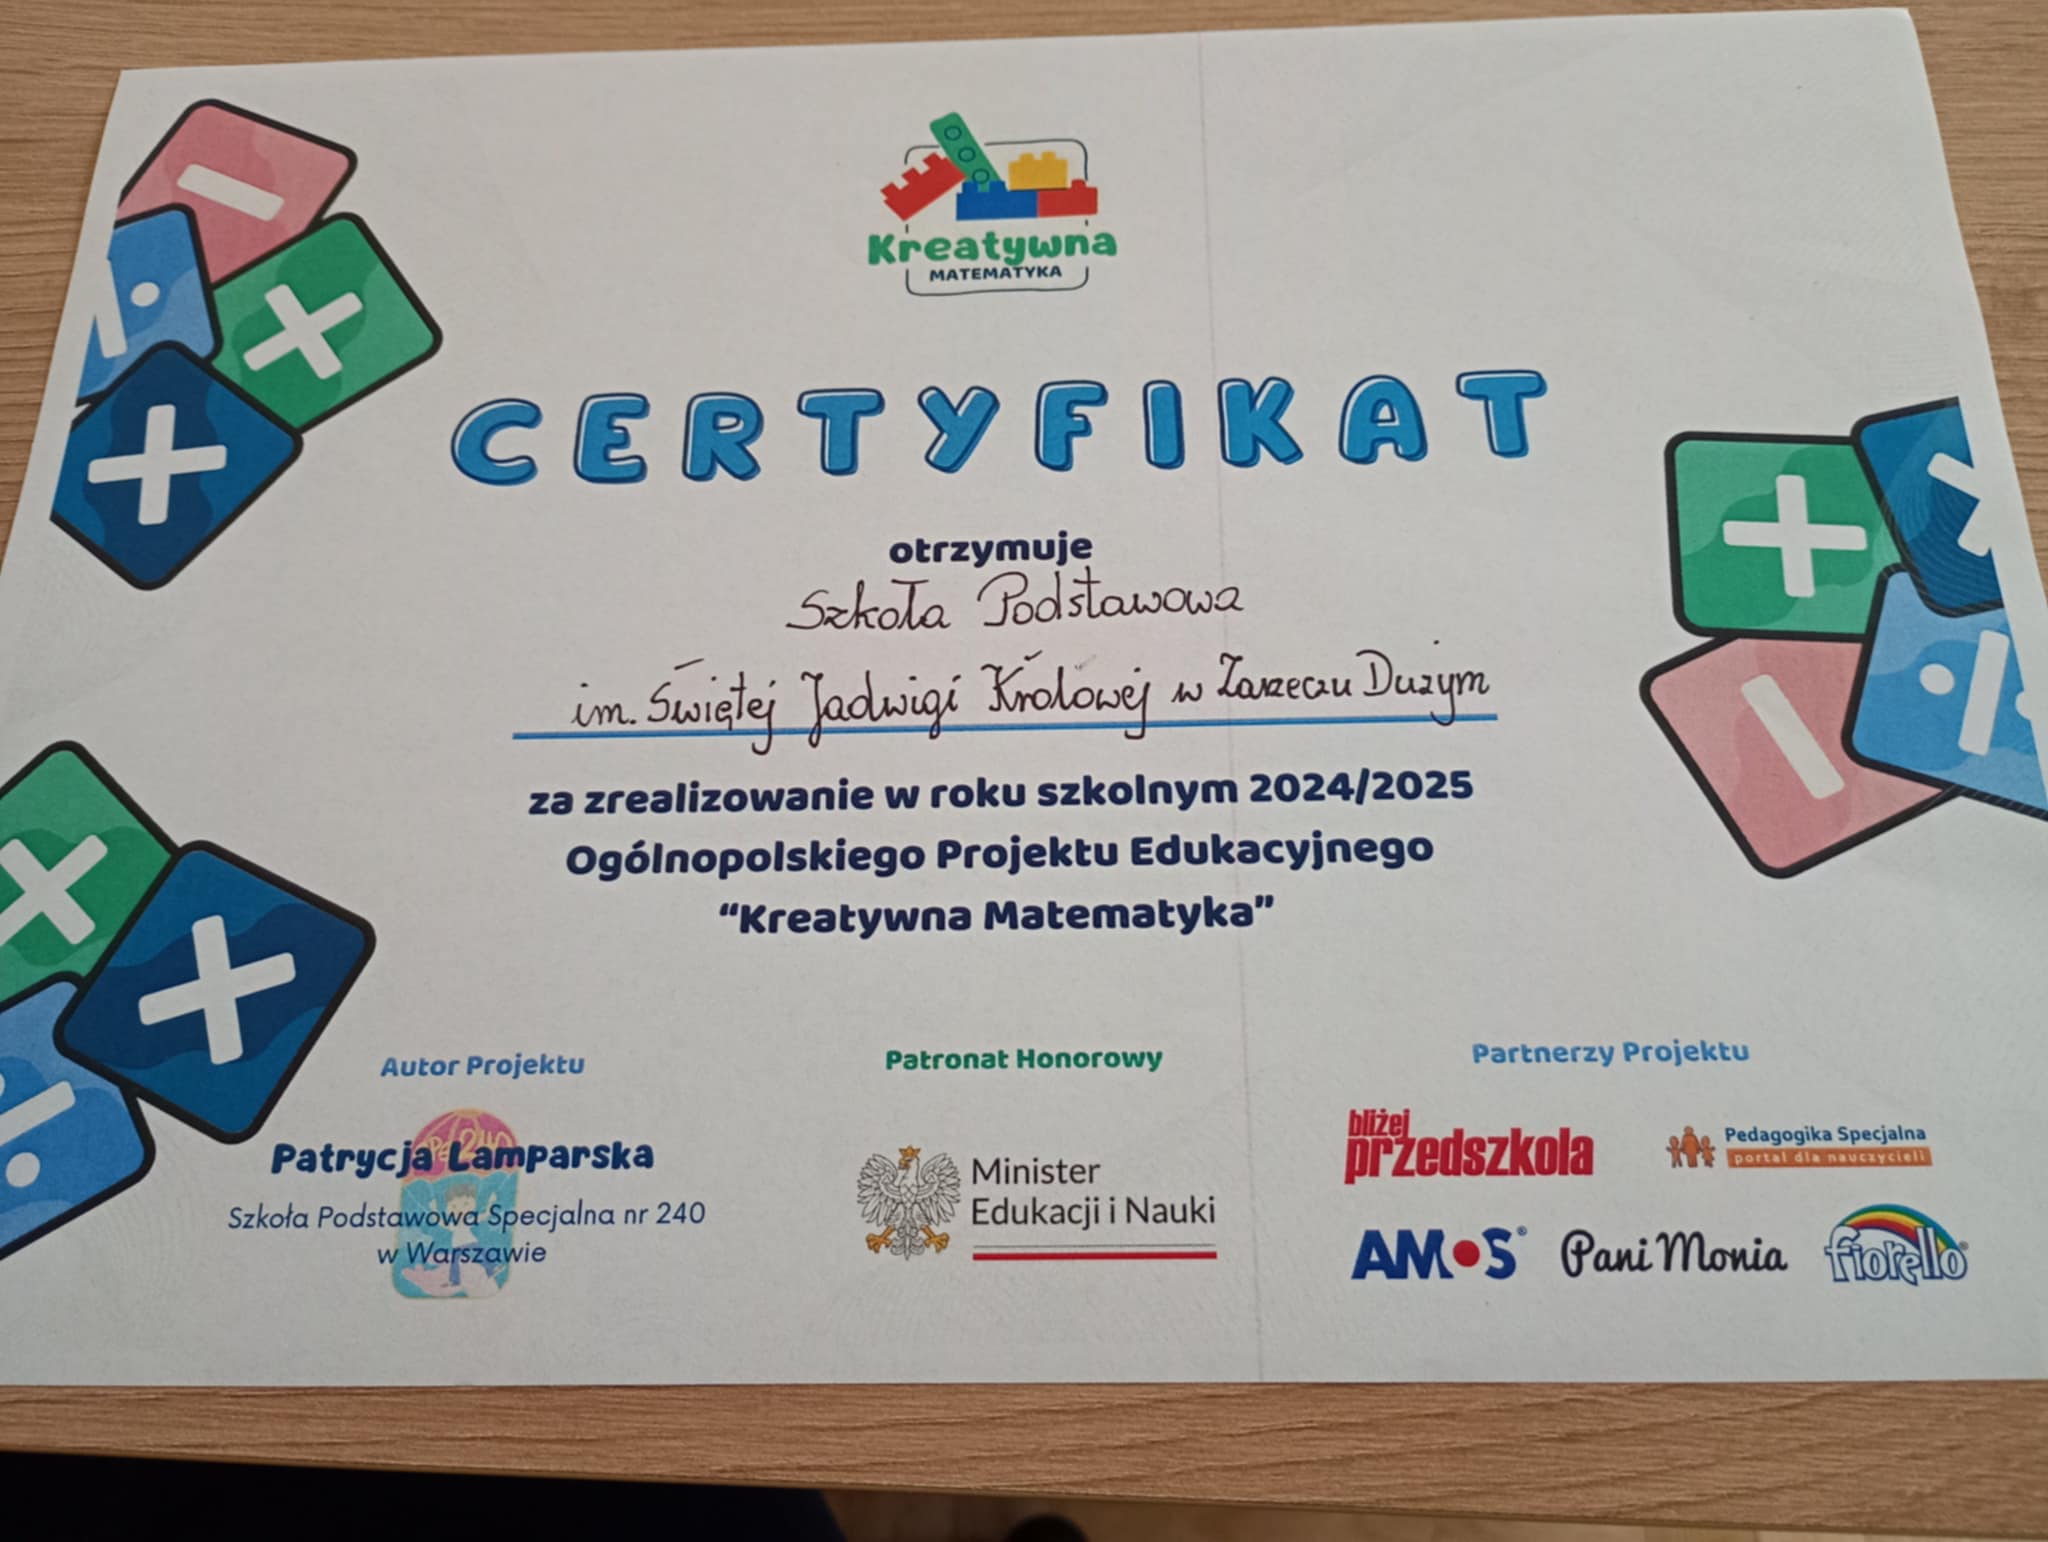 Kreatywna
MATEMATYKA
CERTYFIKAT
otrzymuje
Szkoła Podstawowa
im. Świętej Jadwigi Królowej w Zarzeczu Dużym
za zrealizowanie w roku szkolnym 2024/2025
Ogólnopolskiego Projektu Edukacyjnego
“Kreatywna Matematyka”
Autor Projektu
Patrycja Lamparska
Szkoła Podstawowa Specjalna nr 240
w Warszawie
Patronat Honorowy
Minister
Edukacji i Nauki
Partnerzy Projektu
bliżej
przedszkola
Pedagogika Specjalna
portal dla nauczycieli
AMOS®
Pani Monia
fiorello®